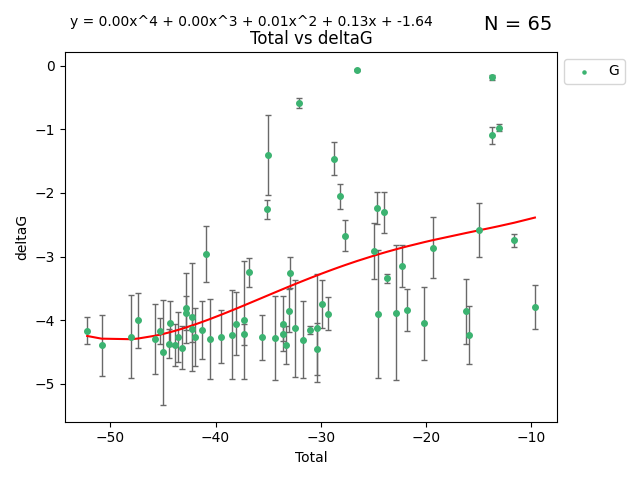 y = 0.00x^4 + 0.00x^3 + 0.01x^2 + 0.13x + -1.64
N = 65
Total vs deltaG
G
deltaG
0
−1
−2
−3
−4
−5
−50
−40
−30
−20
−10
Total